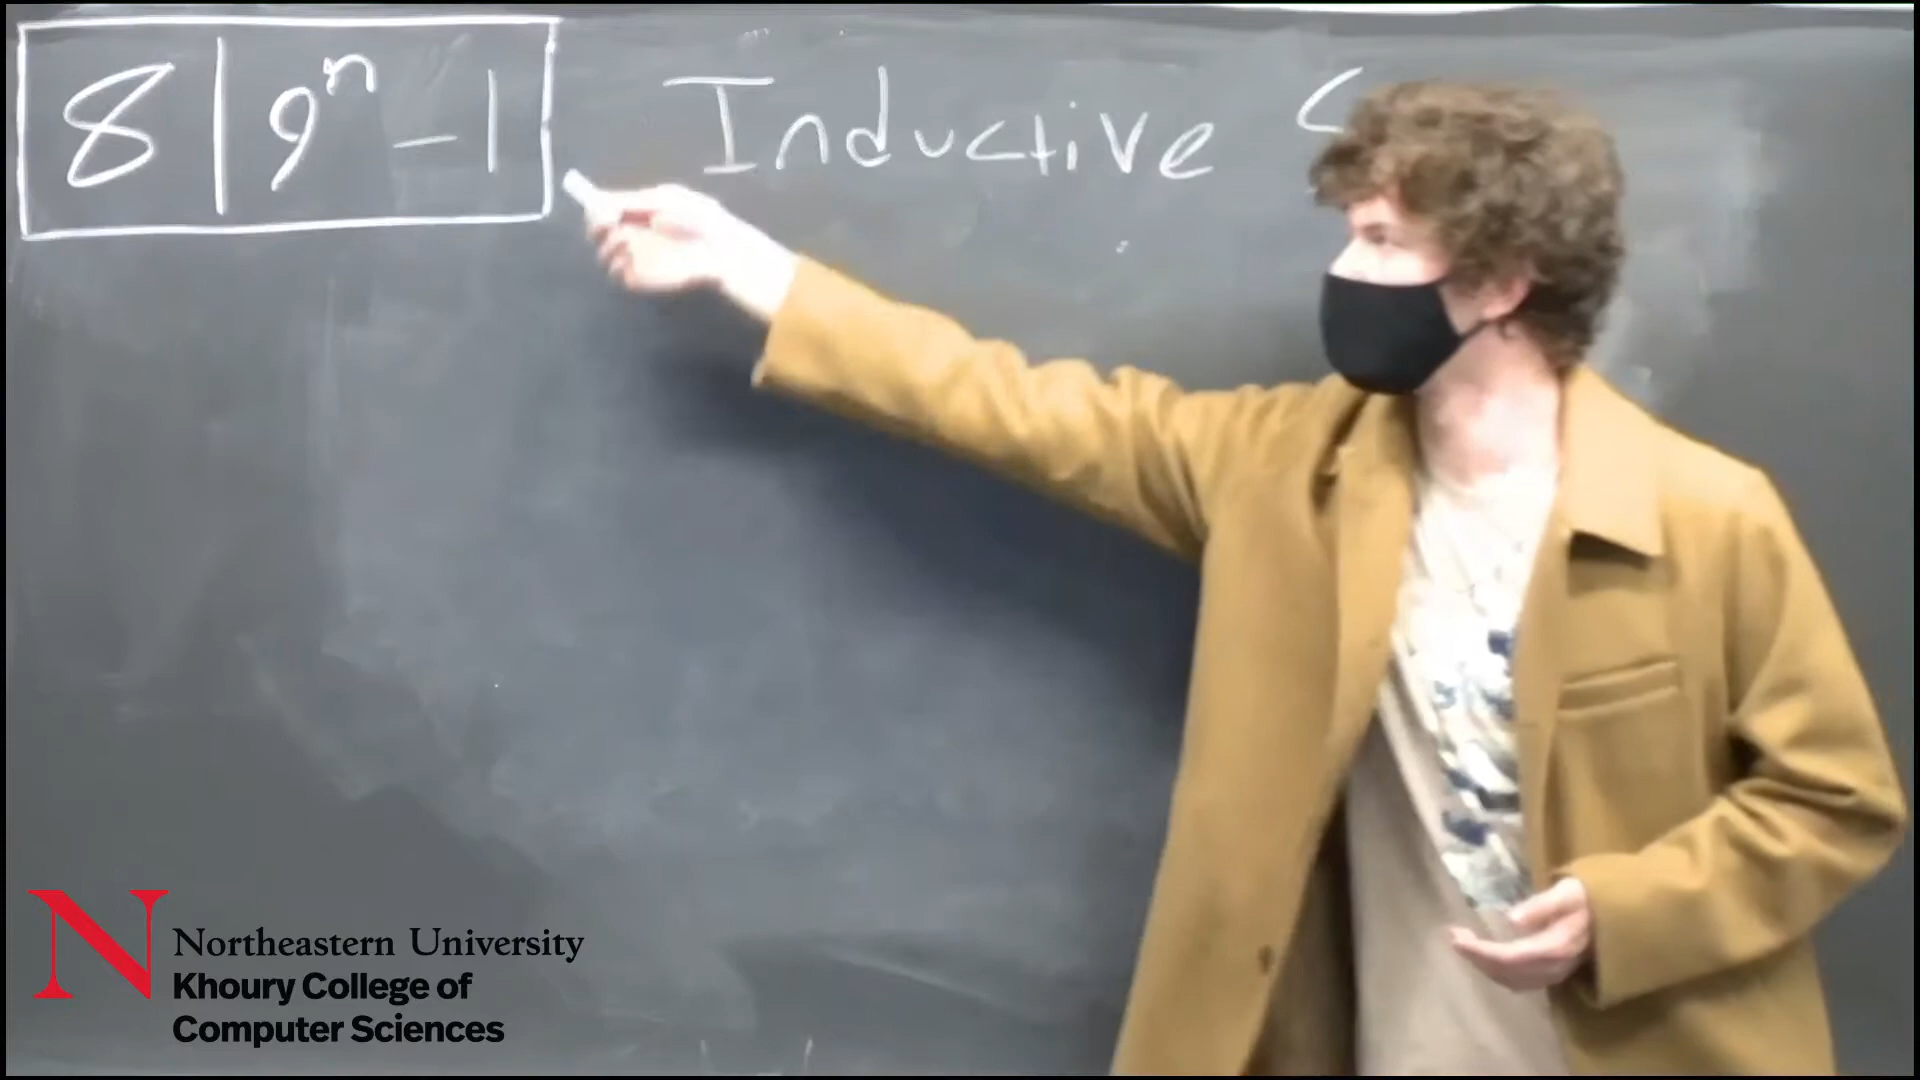 8 | 9ⁿ - 1
Inductive
Northeastern University
Khoury College of
Computer Sciences